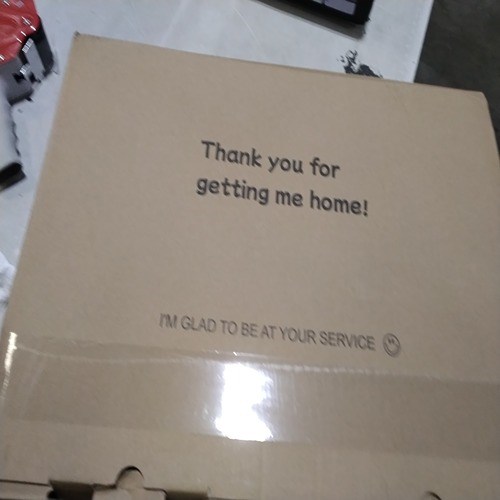 Thank you for
getting me home!
I'M GLAD TO BE AT YOUR SERVICE